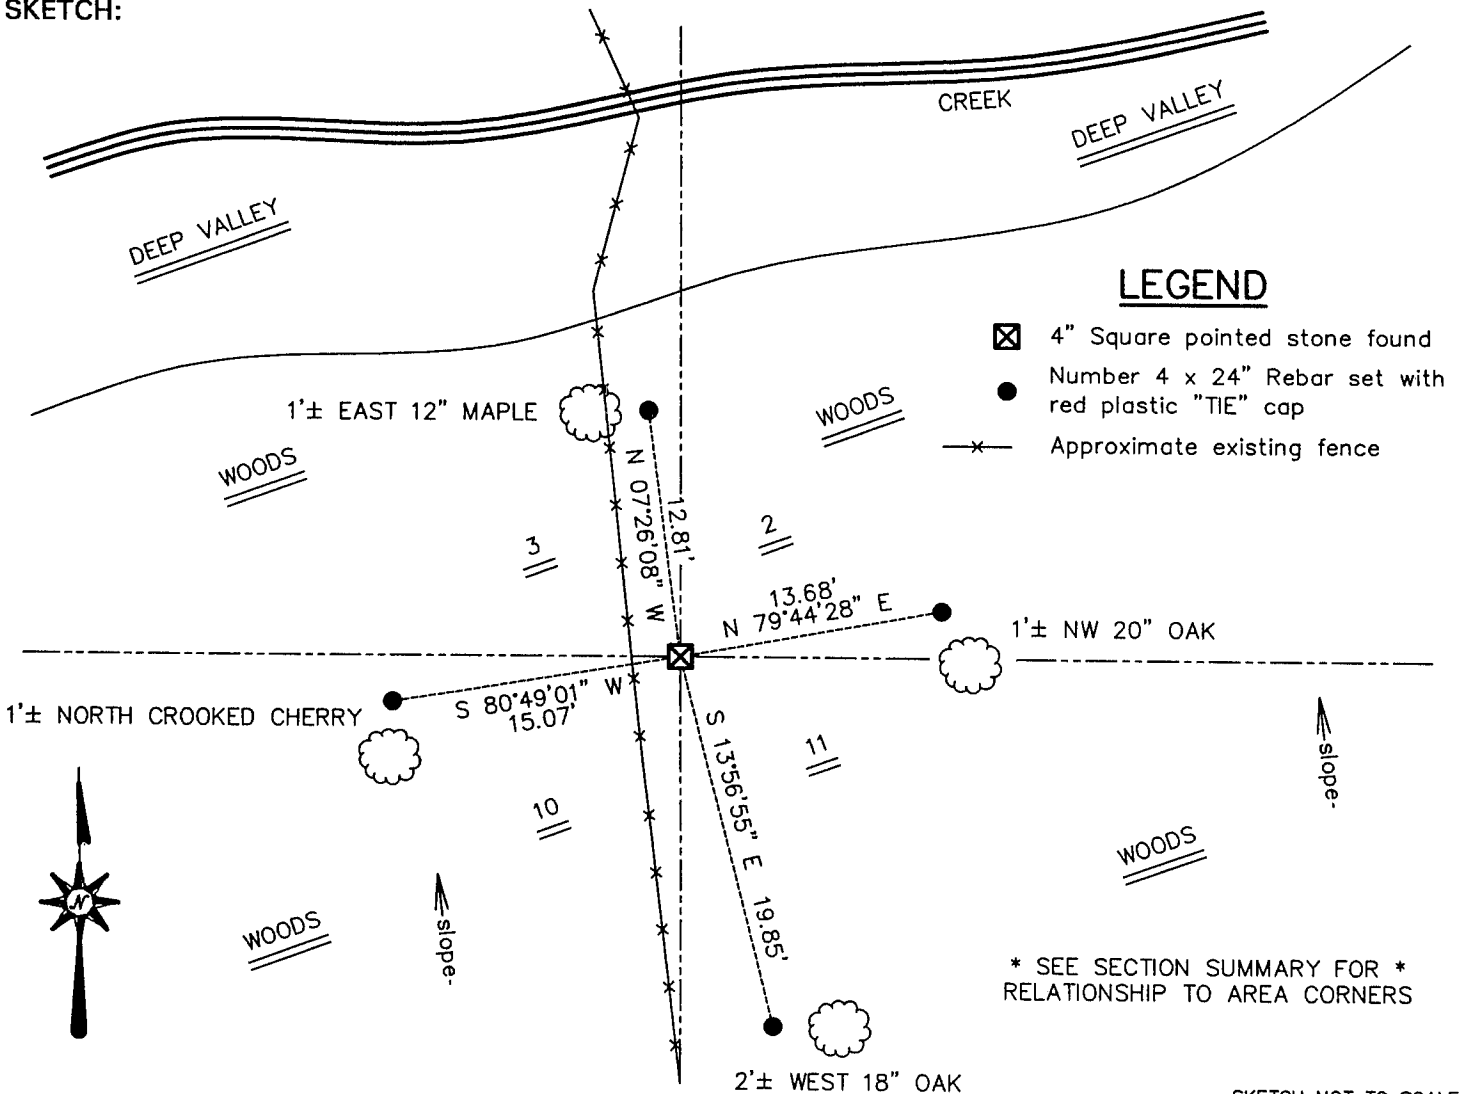 SKETCH:
CREEK
DEEP VALLEY
DEEP VALLEY
LEGEND
4" Square pointed stone found
Number 4 x 24" Rebar set with
red plastic "TIE" cap
Approximate existing fence
1'± EAST 12" MAPLE
WOODS
WOODS
N 07°26'08" W
12.81'
3
2
13.68'
N 79°44'28" E
1'± NW 20" OAK
S 80°49'01" W
15.07'
1'± NORTH CROOKED CHERRY
S 13°56'55" E 19.85'
11
10
slope-
slope-
WOODS
WOODS
N
* SEE SECTION SUMMARY FOR *
RELATIONSHIP TO AREA CORNERS
2'± WEST 18" OAK
SKETCH NOT TO SCALE